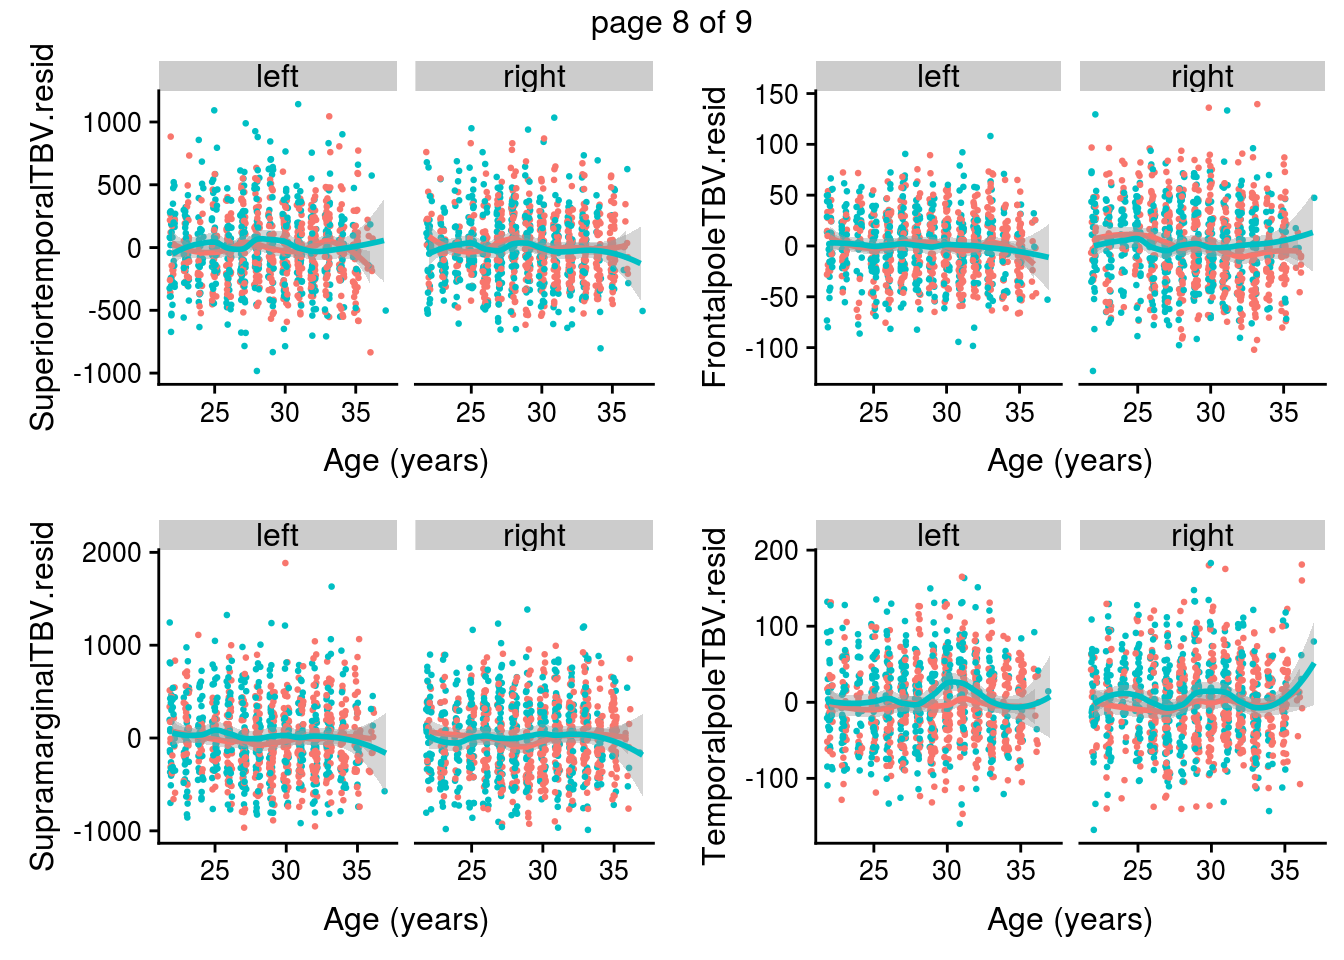 page 8 of 9
left
right
SuperiortemporalTBV.resid
1000
500
0
-500
-1000
25
30
35
25
30
35
Age (years)
left
right
FrontalpoleTBV.resid
150
100
50
0
-50
-100
25
30
35
25
30
35
Age (years)
left
right
SupramarginalTBV.resid
2000
1000
0
-1000
25
30
35
25
30
35
Age (years)
left
right
TemporalpoleTBV.resid
200
100
0
-100
25
30
35
25
30
35
Age (years)